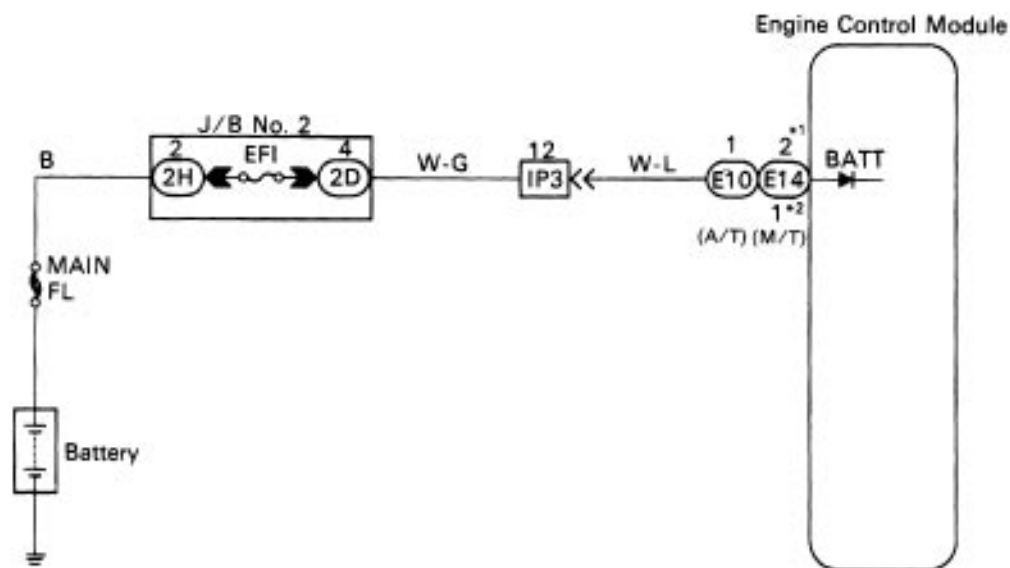 Engine Control Module
J/B No. 2
B
2
EFI
4
2H
2D
W-G
12
IP3
W-L
1
2*1
E10
E14
BATT
1*2
(A/T) (M/T)
MAIN
FL
Battery